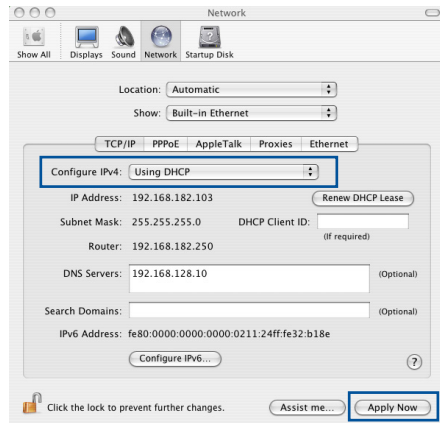 Network
Show All Displays Sound Network Startup Disk
Location: Automatic
Show: Built-in Ethernet
TCP/IP PPPoE AppleTalk Proxies Ethernet
Configure IPv4: Using DHCP
IP Address: 192.168.182.103 Renew DHCP Lease
Subnet Mask: 255.255.255.0 DHCP Client ID:
(If required)
Router: 192.168.182.250
DNS Servers: 192.168.128.10 (Optional)
Search Domains: (Optional)
IPv6 Address: fe80:0000:0000:0000:0211:24ff:fe32:b18e
Configure IPv6... ?
Click the lock to prevent further changes. Assist me... Apply Now